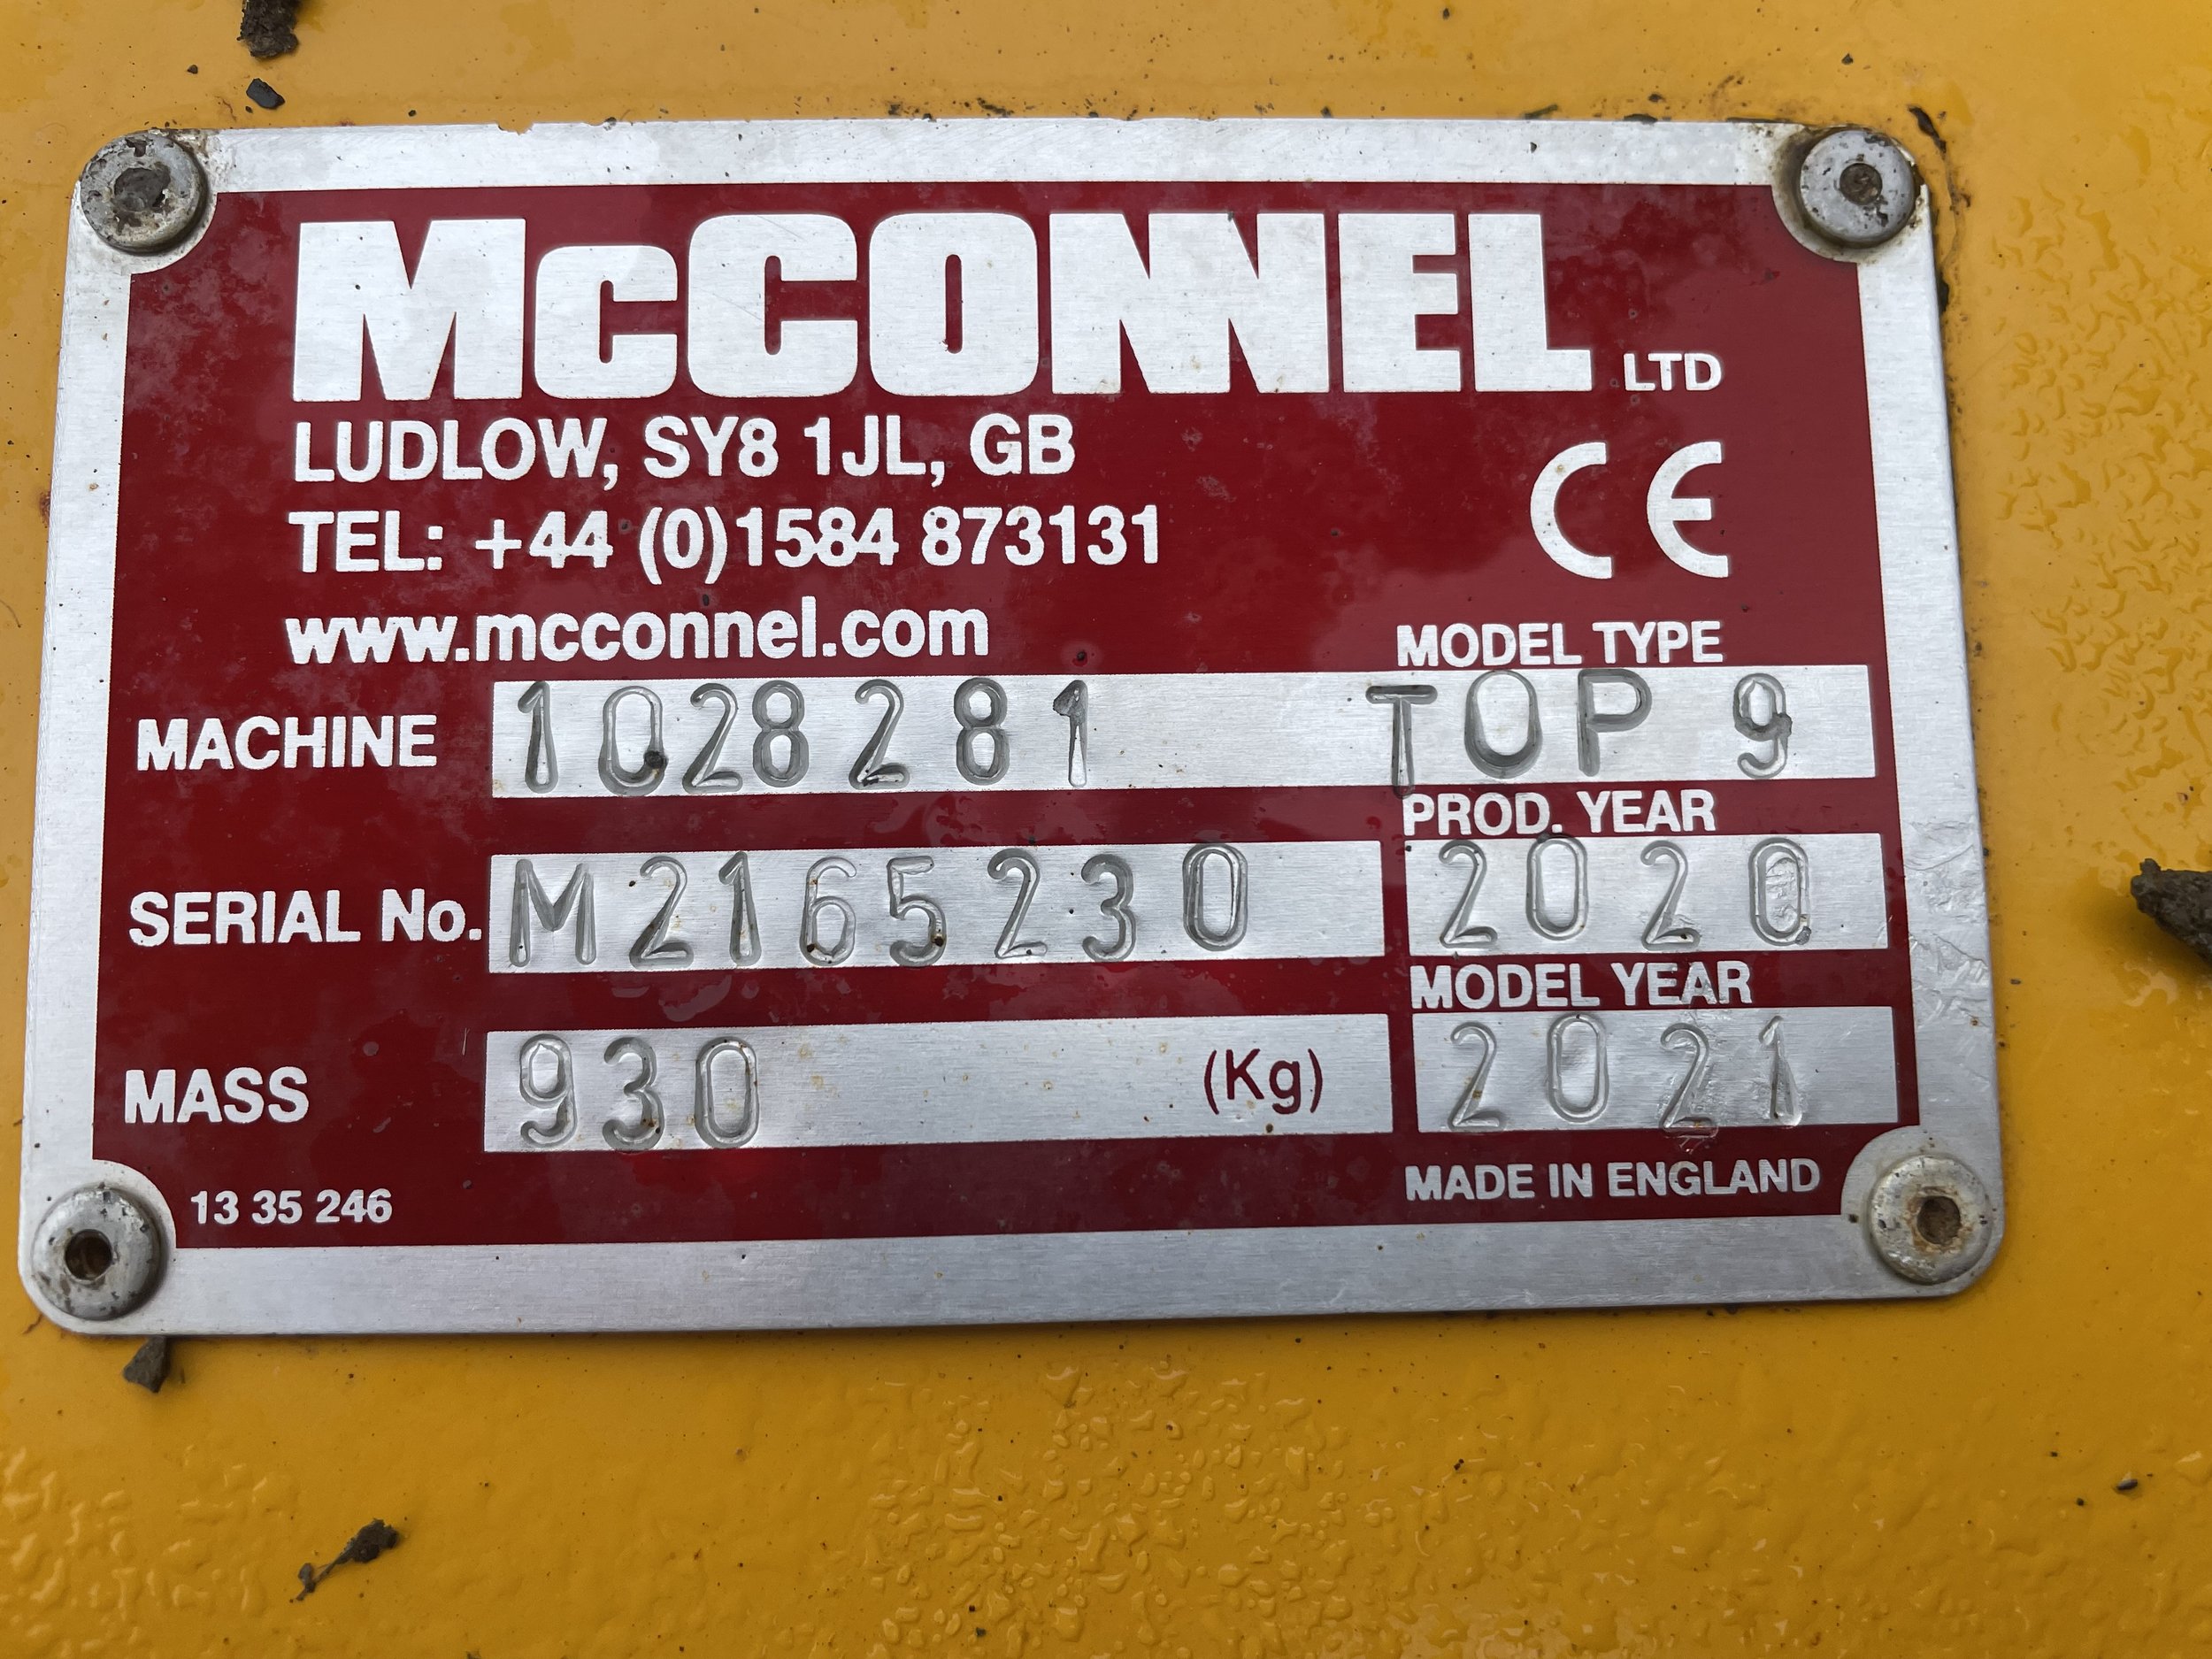 McCONNEL LTD
LUDLOW, SY8 1JL, GB
TEL: +44 (0)1584 873131
www.mcconnel.com
CE
MODEL TYPE
MACHINE 1028281 TOP 9
PROD. YEAR
SERIAL No. M2165230 2020
MODEL YEAR
MASS 930 (Kg) 2021
13 35 246 MADE IN ENGLAND